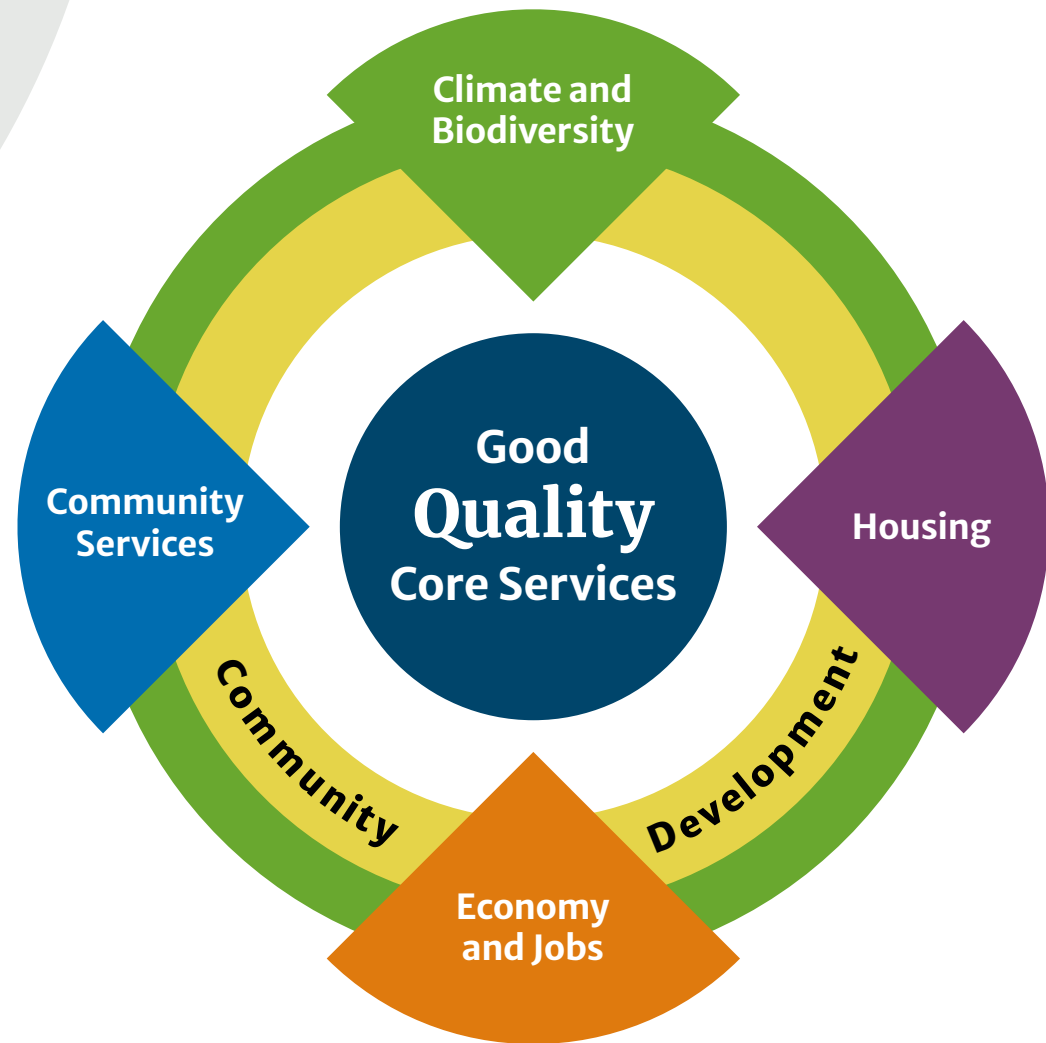 Climate and
Biodiversity
Community
Services
Good
Quality
Core Services
Housing
Community
Development
Economy
and Jobs